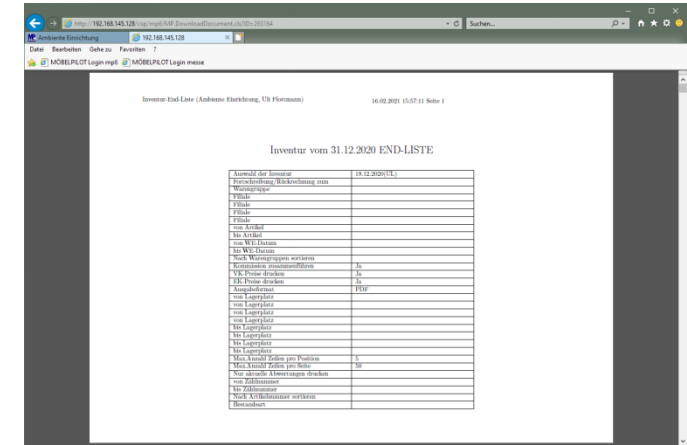 http://192.168.145.128/csp/mp6/MP.DownloadDocument.cls?ID=263164
Suchen...
Ambiente Einrichtung
192.168.145.128
Datei Bearbeiten Gehe zu Favoriten ?
MÖBELPILOT Login mp6 MÖBELPILOT Login messe
Inventur-End-Liste (Ambiente Einrichtung, Uli Flottmann) 16.02.2021 15:57:11 Seite 1
Inventur vom 31.12.2020 END-LISTE
Auswahl der Inventur 19.12.2020(UL)
Fortschreibung/Rückrechnung zum
Warengruppe
Filiale
Filiale
Filiale
Filiale
von Artikel
bis Artikel
von WE-Datum
bis WE-Datum
Nach Warengruppen sortieren
Kommission zusammenführen Ja
VK-Preise drucken Ja
EK-Preise drucken Ja
Ausgabeformat PDF
von Lagerplatz
von Lagerplatz
von Lagerplatz
von Lagerplatz
bis Lagerplatz
bis Lagerplatz
bis Lagerplatz
bis Lagerplatz
Max.Anzahl Zeilen pro Position 5
Max.Anzahl Zeilen pro Seite 50
Nur aktuelle Abwertungen drucken
von Zählnummer
bis Zählnummer
Nach Artikelnummer sortieren
Bestandsart